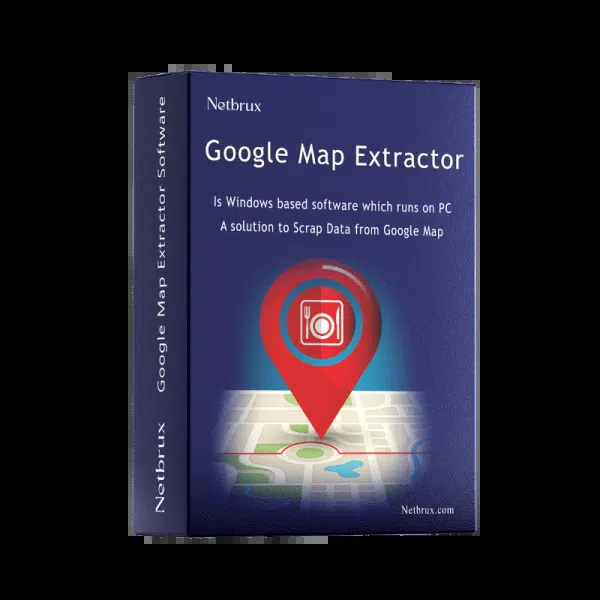 Netbrux
Google Map Extractor
Is Windows based software which runs on PC
A solution to Scrap Data from Google Map
Netbrux.com
Netbrux Google Map Extractor Software